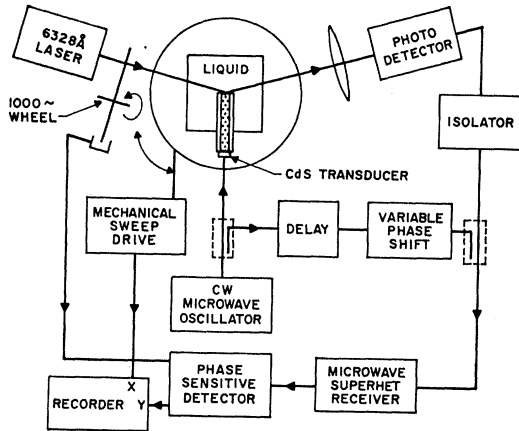 6328Å
LASER
1000~
WHEEL
LIQUID
PHOTO
DETECTOR
ISOLATOR
CdS TRANSDUCER
MECHANICAL
SWEEP
DRIVE
DELAY
VARIABLE
PHASE
SHIFT
CW
MICROWAVE
OSCILLATOR
PHASE
SENSITIVE
DETECTOR
MICROWAVE
SUPERHET
RECEIVER
X
RECORDER Y